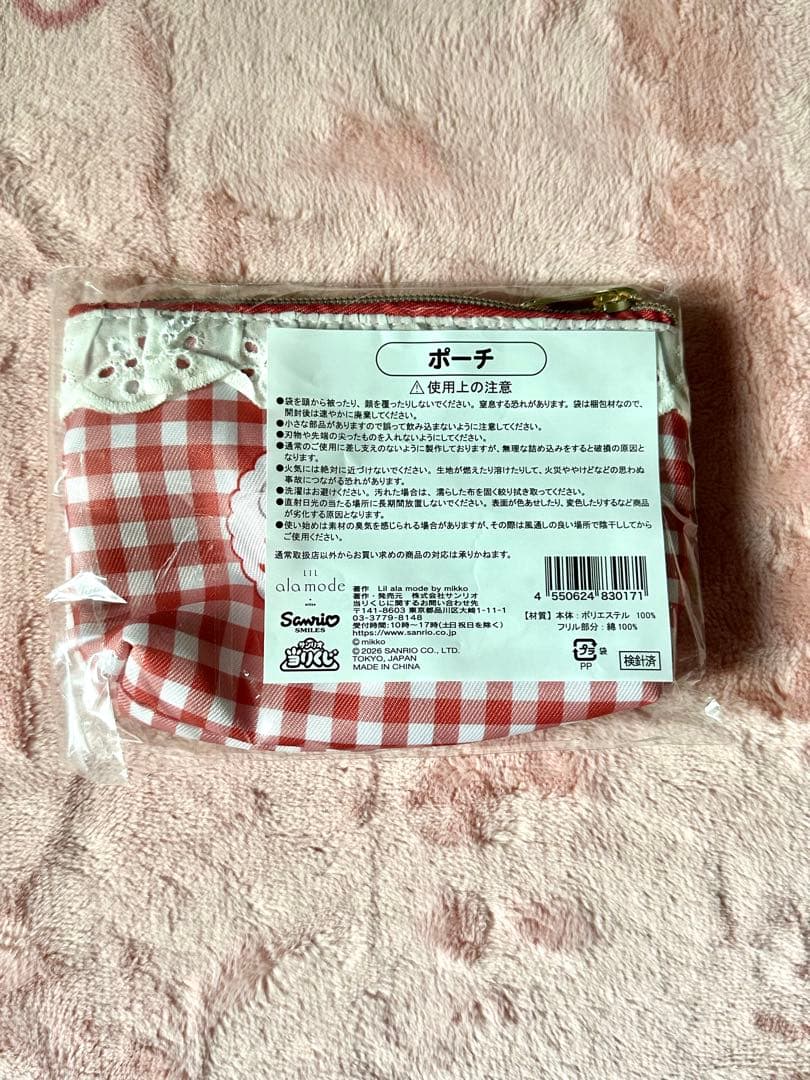 ポーチ
⚠使用上の注意
●袋を頭から被ったり、顔を覆ったりしないでください。窒息する恐れがあります。袋は梱包材なので、
開封後は速やかに廃棄してください。
●小さな部品がありますので誤って飲み込まないように注意してください。
●刃物や先端の尖ったものを入れないようにしてください。
●通常のご使用に差し支えのないように製作しておりますが、無理な詰め込みをすると破損の原因と
なります。
●火気には絶対に近づけないでください。生地が燃えたり溶けたりして、火災ややけどなどの思わぬ
事故につながる恐れがあります。
●洗濯はお避けください。汚れた場合は、濡らした布を固く絞り拭き取ってください。
●直射日光の当たる場所に長期間放置しないでください。表面が色あせしたり、変色したりするなど商品
が劣化する原因となります。
●使い始めは素材の臭気を感じられる場合がありますが、その際は風通しの良い場所で陰干ししてから
ご使用ください。
通常取扱店以外からお買い求めの商品の対応は承りかねます。
LIL
ala mode
Sanrio
SMILES
サンリオ
当りくじ
著作 Lil ala mode by mikko
著作・発売元 株式会社サンリオ
当りくじに関するお問い合わせ先
〒141-8603 東京都品川区大崎1-11-1
03-3779-8148
受付時間:10時〜17時(土日祝日を除く)
https://www.sanrio.co.jp
©mikko
©2026 SANRIO CO., LTD.
TOKYO, JAPAN
MADE IN CHINA
4 550624 830171
【材質】本体:ポリエステル 100%
フリル部分:綿100%
プラ 袋
PP
検針済